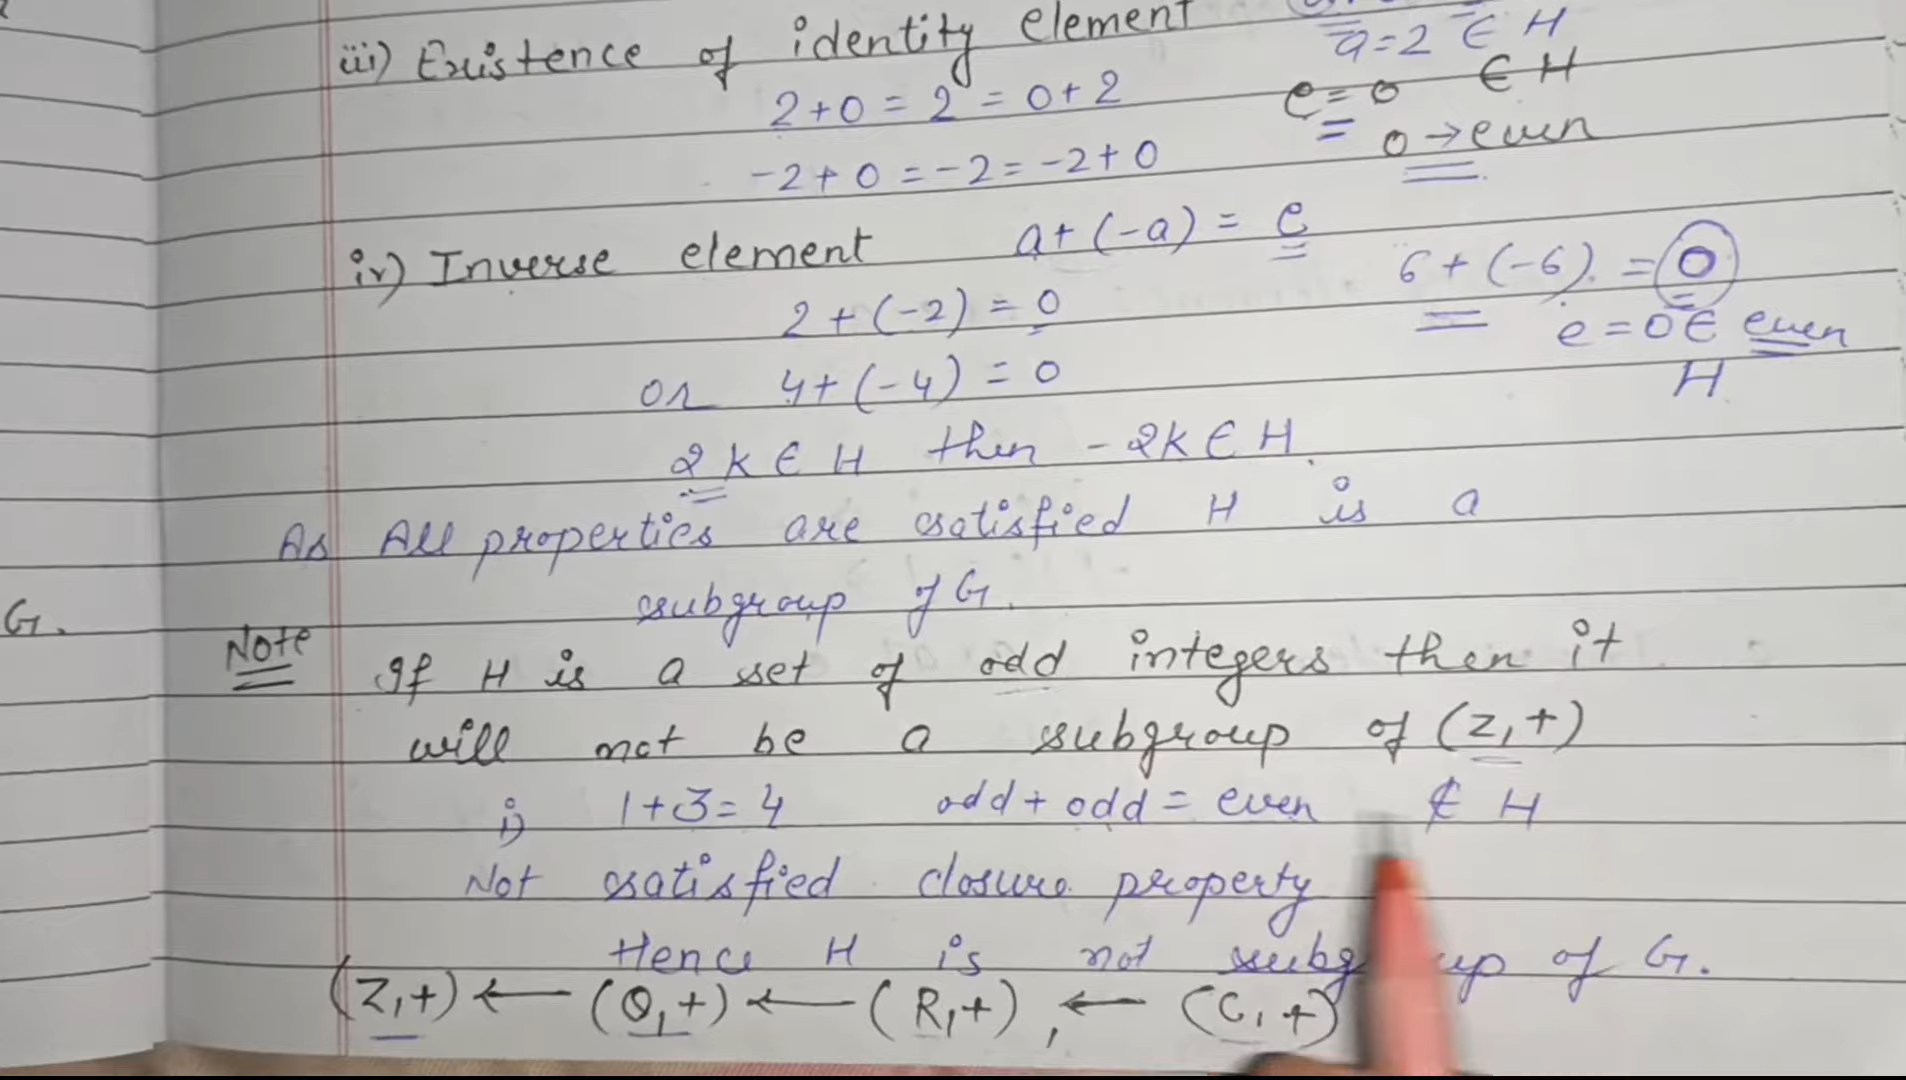 iii) Existence of identity element
a=2 ∈ H
2+0 = 2 = 0+2
e=0 ∈ H
0→even
-2+0 = -2 = -2+0
iv) Inverse element a+(-a) = e
6+(-6) = 0
2+(-2) = 0
e=0∈ even
or 4+(-4) = 0
H
2k ∈ H then -2k ∈ H.
As All properties are satisfied H is a
subgroup of G.
G.
Note If H is a set of odd integers then it
will not be a subgroup of (Z,+)
i) 1+3=4 odd+odd = even ∉ H
Not satisfied closure property
Hence H is not subg up of G.
(Z,+) ← (Q,+) ← (R,+), ← (C,+)